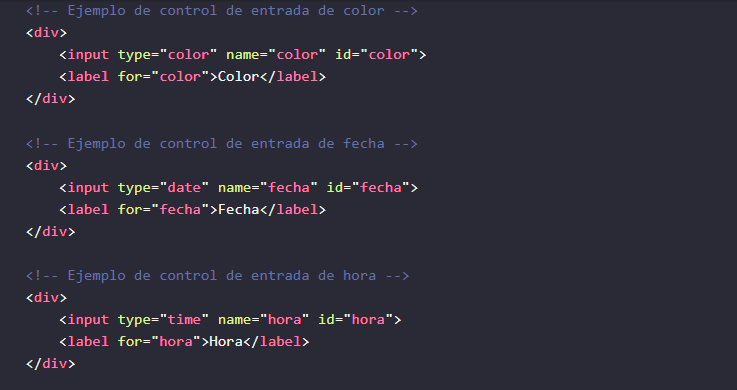 <!-- Ejemplo de control de entrada de color -->
<div>
    <input type="color" name="color" id="color">
    <label for="color">Color</label>
</div>

<!-- Ejemplo de control de entrada de fecha -->
<div>
    <input type="date" name="fecha" id="fecha">
    <label for="fecha">Fecha</label>
</div>

<!-- Ejemplo de control de entrada de hora -->
<div>
    <input type="time" name="hora" id="hora">
    <label for="hora">Hora</label>
</div>